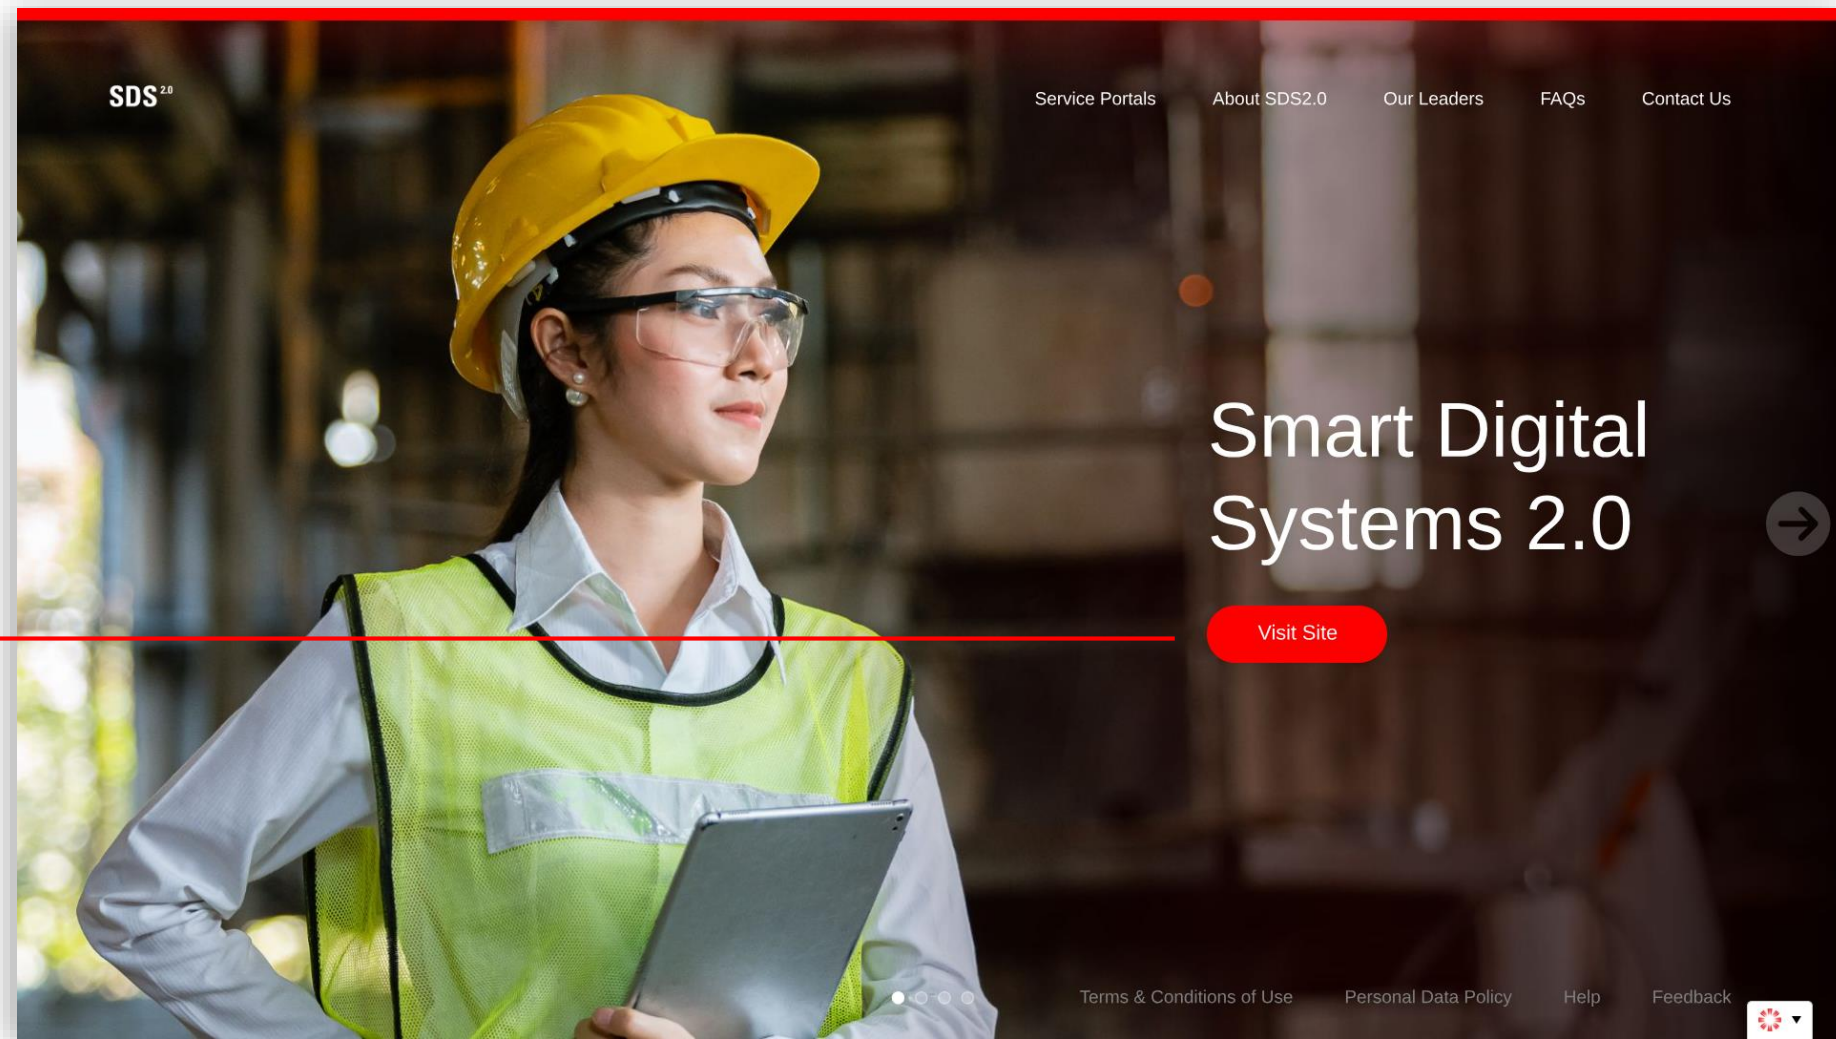 SDS 2.0
Service Portals
About SDS2.0
Our Leaders
FAQs
Contact Us
Smart Digital
Systems 2.0
Visit Site
Terms & Conditions of Use
Personal Data Policy
Help
Feedback